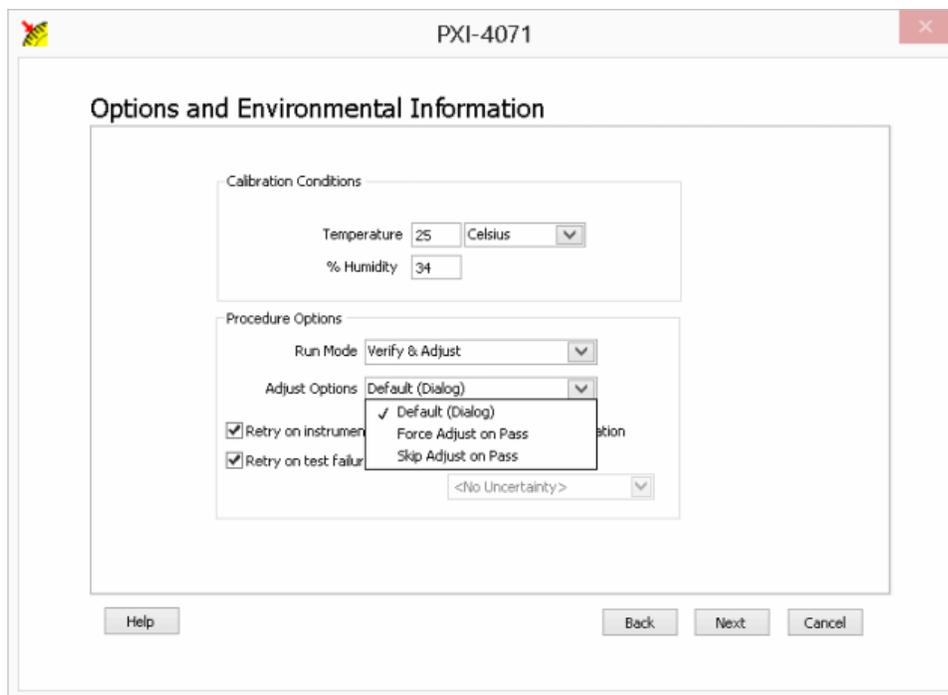 PXI-4071
Options and Environmental Information
Calibration Conditions
Temperature 25 Celsius
% Humidity 34
Procedure Options
Run Mode Verify & Adjust
Adjust Options Default (Dialog)
✓ Default (Dialog)
Force Adjust on Pass
Retry on instrumen
Skip Adjust on Pass
Retry on test failur
<No Uncertainty>
Help Back Next Cancel